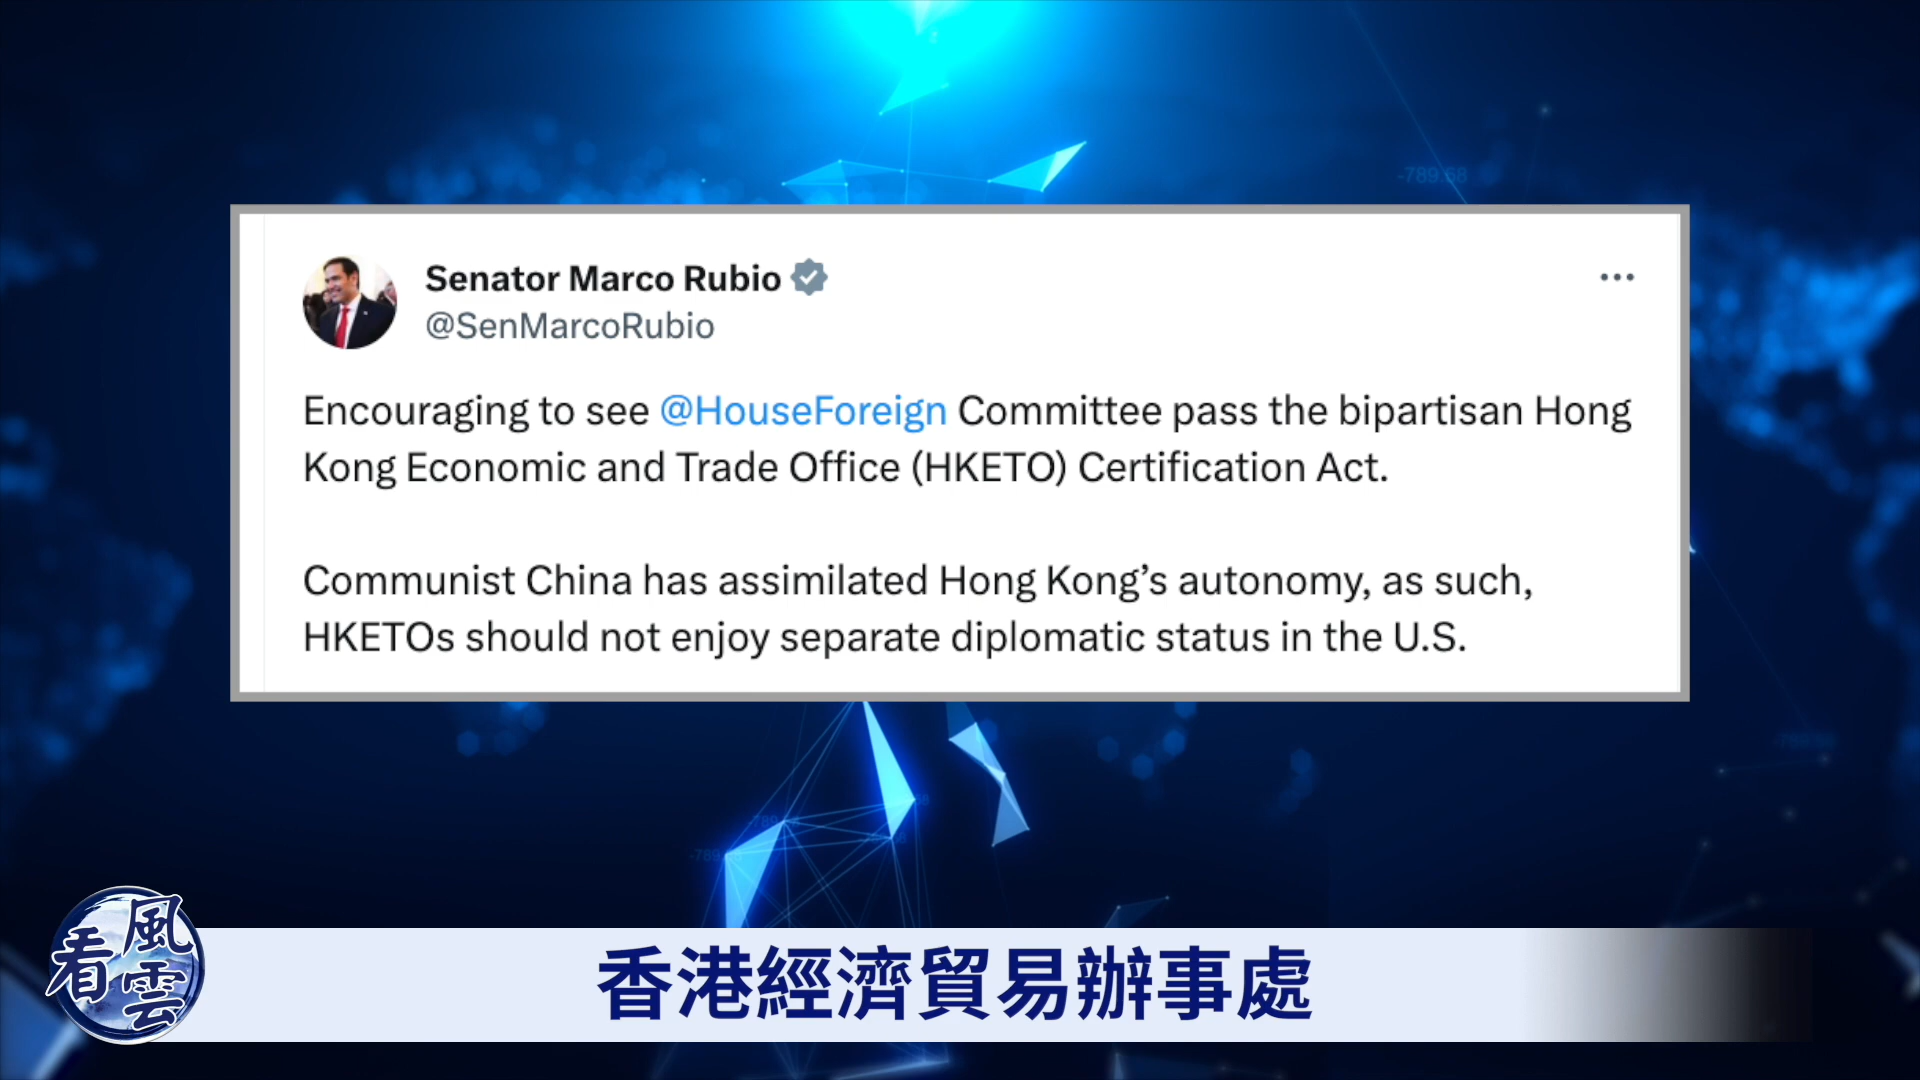 -789.68
Senator Marco Rubio
@SenMarcoRubio
Encouraging to see @HouseForeign Committee pass the bipartisan Hong
Kong Economic and Trade Office (HKETO) Certification Act.
Communist China has assimilated Hong Kong’s autonomy, as such,
HKETOs should not enjoy separate diplomatic status in the U.S.
香港經濟貿易辦事處
看風雲